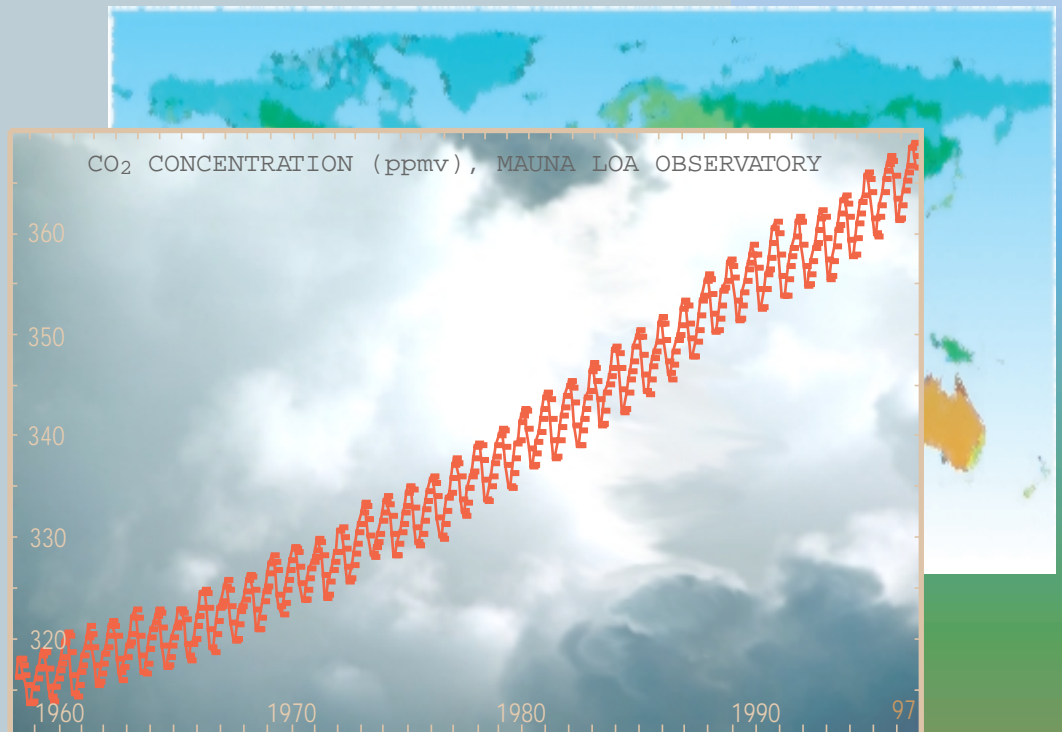 CO₂ CONCENTRATION (ppmv), MAUNA LOA OBSERVATORY
360
350
340
330
320
1960 1970 1980 1990 97